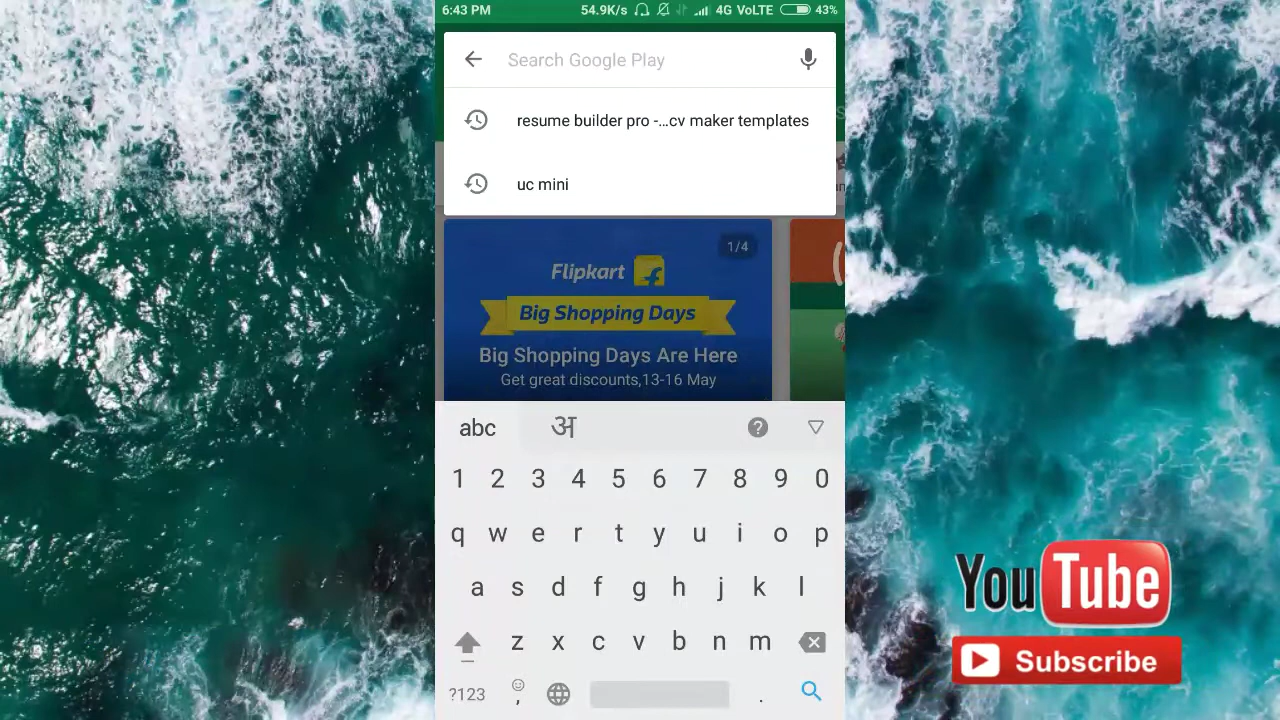 6:43 PM 54.9K/s 4G VoLTE 43%
Search Google Play
resume builder pro -...cv maker templates
uc mini
1/4
Flipkart
Big Shopping Days
Big Shopping Days Are Here
Get great discounts,13-16 May
abc अ ?
1 2 3 4 5 6 7 8 9 0
q w e r t y u i o p
a s d f g h j k l
z x c v b n m
?123 , .
YouTube
Subscribe